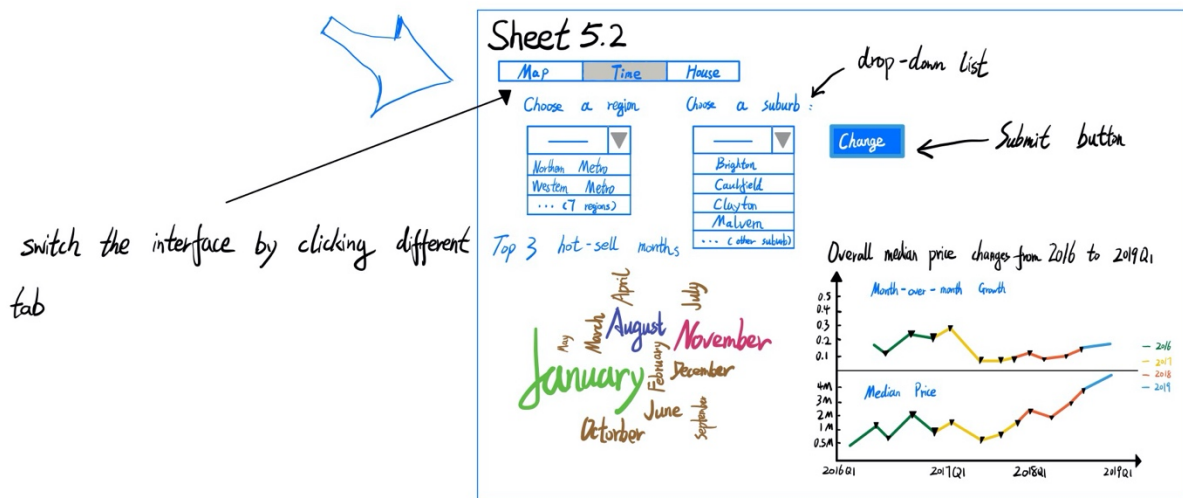 Sheet 5.2
Map Time House
drop-down list
Choose a region
Choose a suburb :
Change
Submit button
Northern Metro
Western Metro
... (7 regions)
Brighton
Caulfield
Clayton
Malvern
... (other suburb)
switch the interface by clicking different
tab
Top 3 hot-sell months
April
July
May
March
August
November
January
February
December
June
September
Octorber
Overall median price changes from 2016 to 2019Q1
Month-over-month Growth
0.5
0.4
0.3
0.2
0.1
2016
2017
2018
2019
Median Price
4M
3M
2M
1M
0.5M
2016Q1 2017Q1 2018Q1 2019Q1